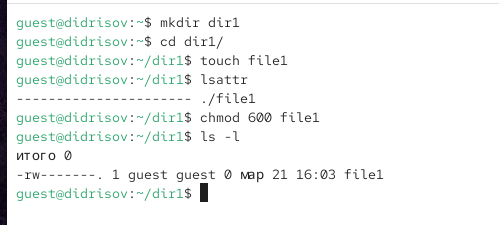 guest@didrisov:~$ mkdir dir1
guest@didrisov:~$ cd dir1/
guest@didrisov:~/dir1$ touch file1
guest@didrisov:~/dir1$ lsattr
---------------------- ./file1
guest@didrisov:~/dir1$ chmod 600 file1
guest@didrisov:~/dir1$ ls -l
итого 0
-rw-------. 1 guest guest 0 мар 21 16:03 file1
guest@didrisov:~/dir1$